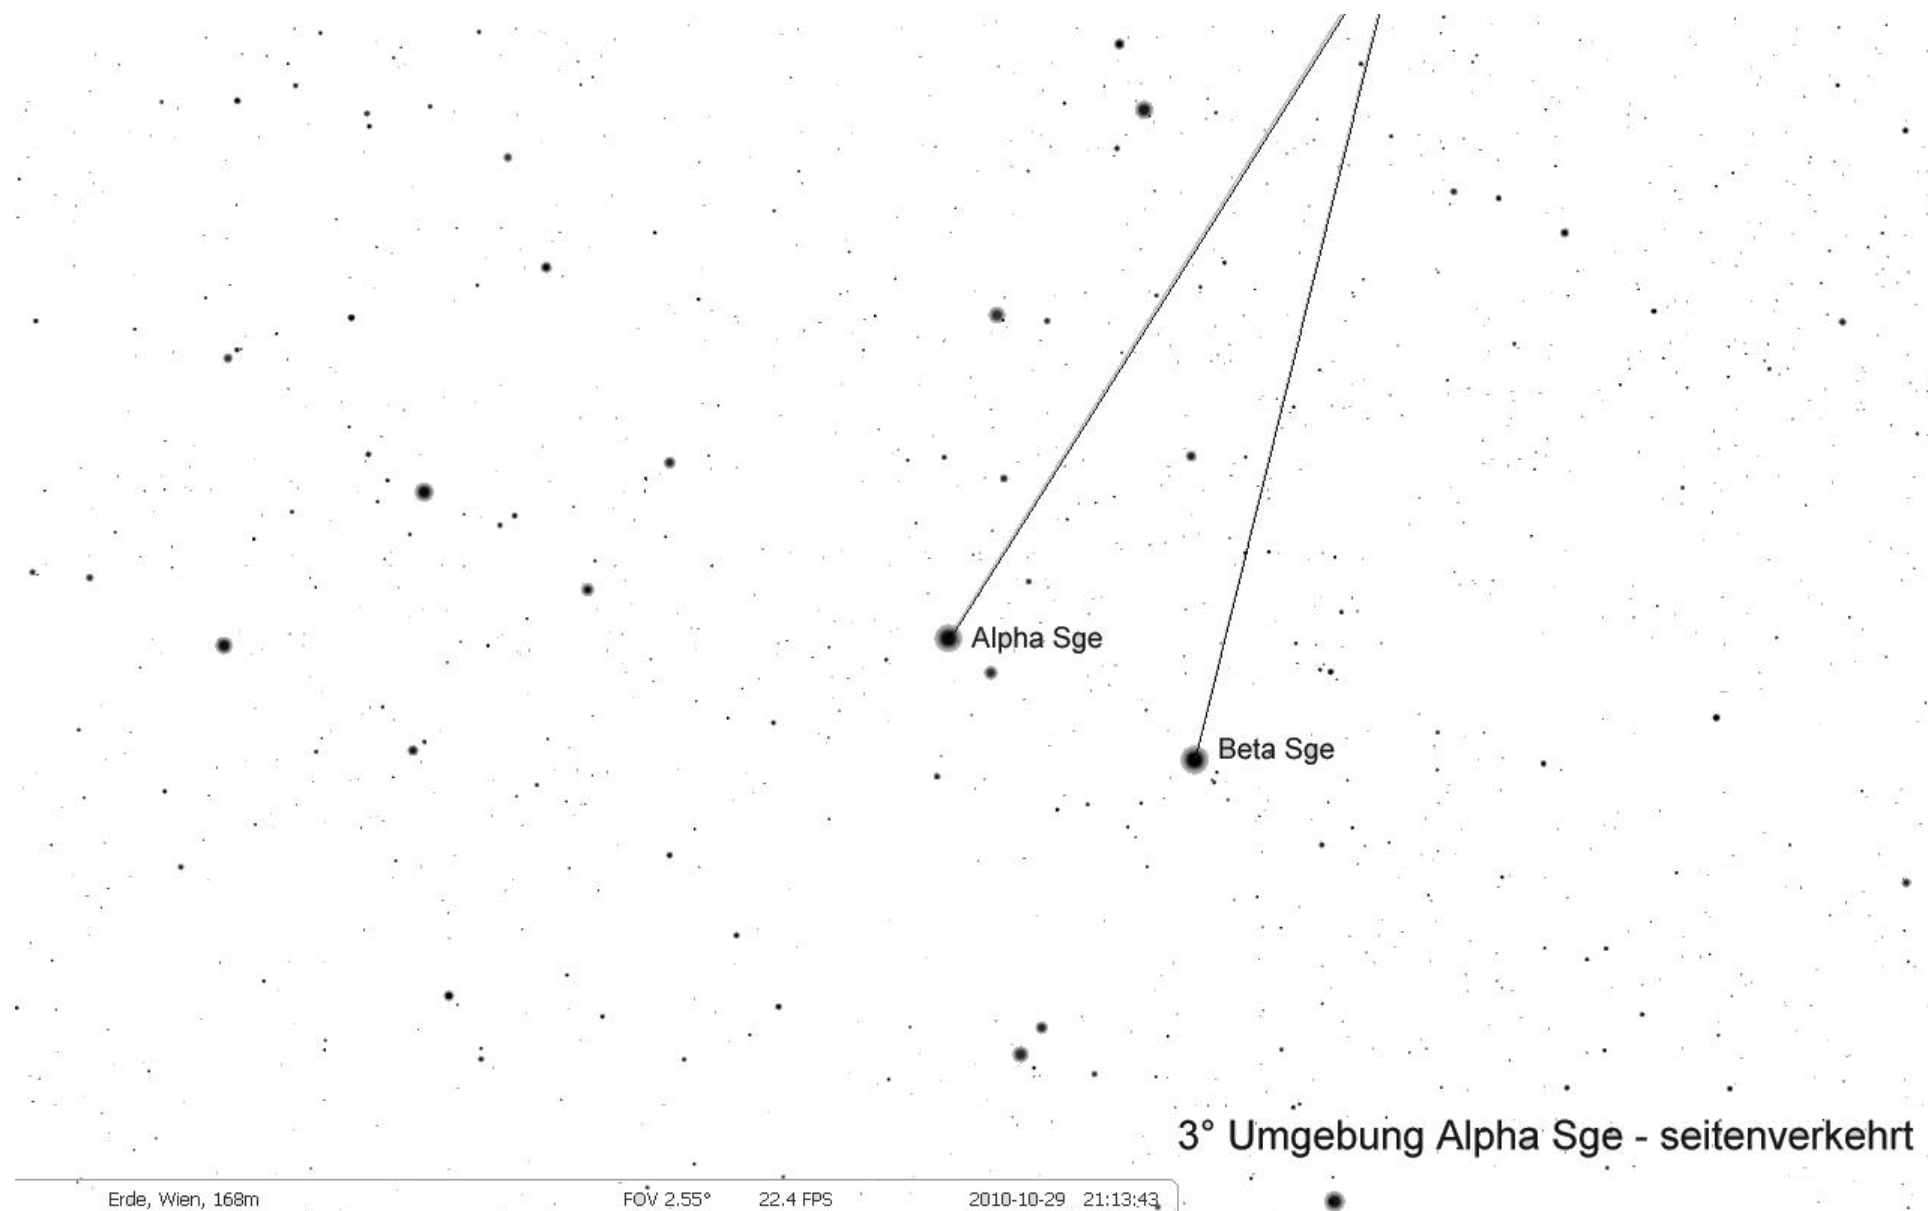 Alpha Sge
Beta Sge
3° Umgebung Alpha Sge - seitenverkehrt
Erde, Wien, 168m FOV 2.55° 22.4 FPS 2010-10-29 21:13:43